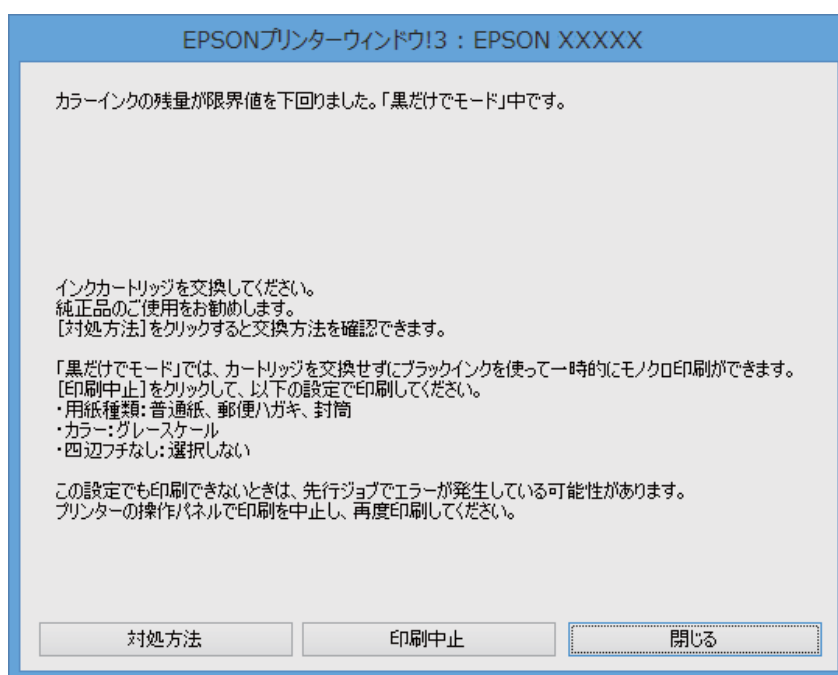 EPSONプリンターウィンドウ!3 : EPSON XXXXX
カラーインクの残量が限界値を下回りました。「黒だけでモード」中です。
インクカートリッジを交換してください。
純正品のご使用をお勧めします。
[対処方法]をクリックすると交換方法を確認できます。
「黒だけでモード」では、カートリッジを交換せずにブラックインクを使って一時的にモノクロ印刷ができます。
[印刷中止]をクリックして、以下の設定で印刷してください。
・用紙種類：普通紙、郵便ハガキ、封筒
・カラー：グレースケール
・四辺フチなし：選択しない
この設定でも印刷できないときは、先行ジョブでエラーが発生している可能性があります。
プリンターの操作パネルで印刷を中止し、再度印刷してください。
対処方法
印刷中止
閉じる